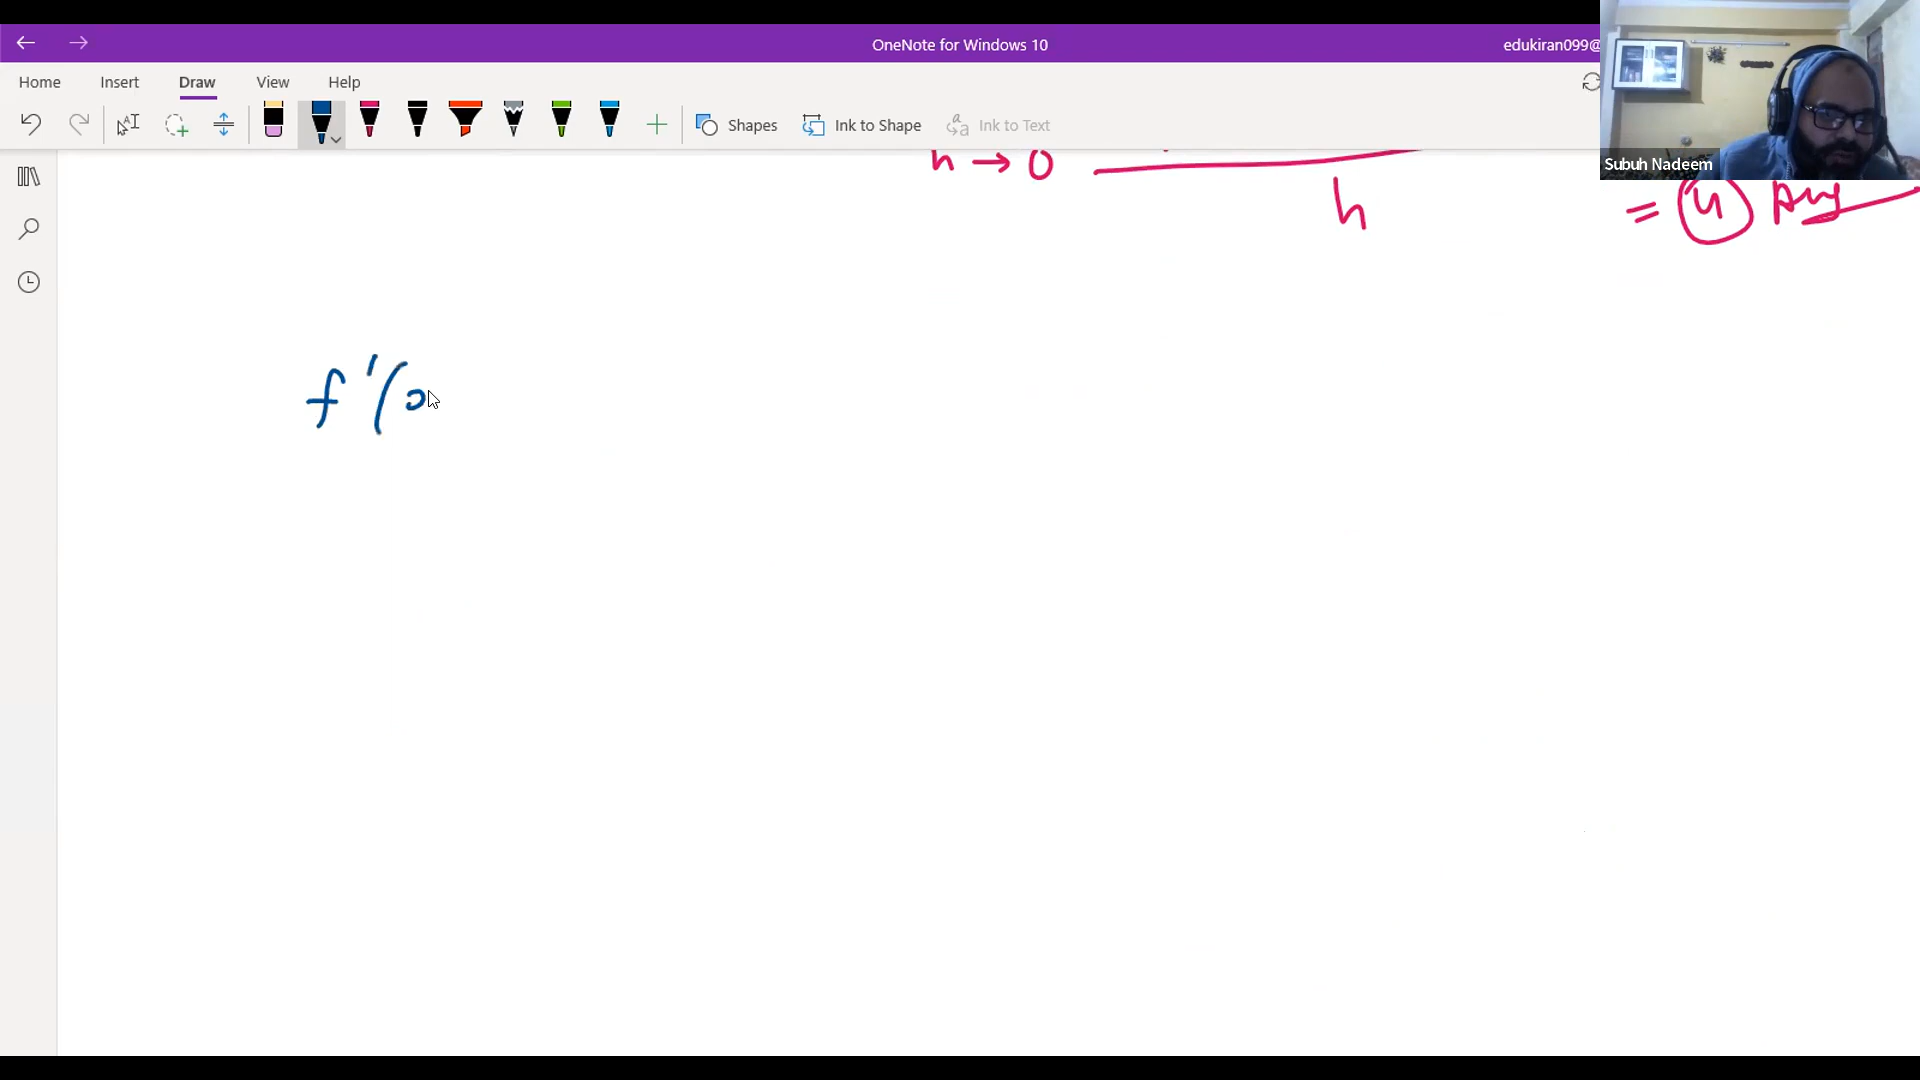 OneNote for Windows 10
edukiran099@
Home Insert Draw View Help
Shapes Ink to Shape Ink to Text
Subuh Nadeem
h → 0
h
= 4 Ans
f'(0